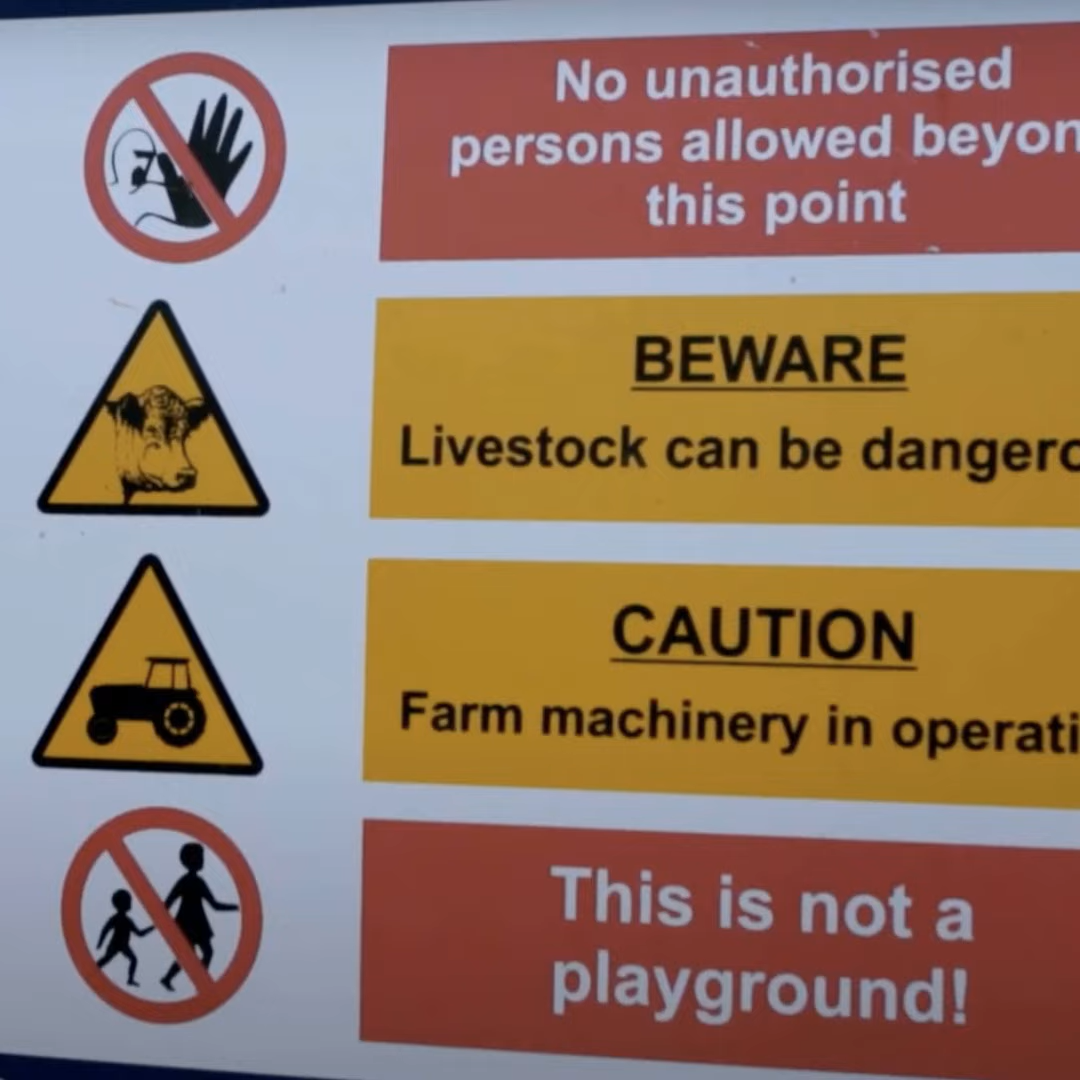 No unauthorised
persons allowed beyon
this point
BEWARE
Livestock can be dangero
CAUTION
Farm machinery in operati
This is not a
playground!